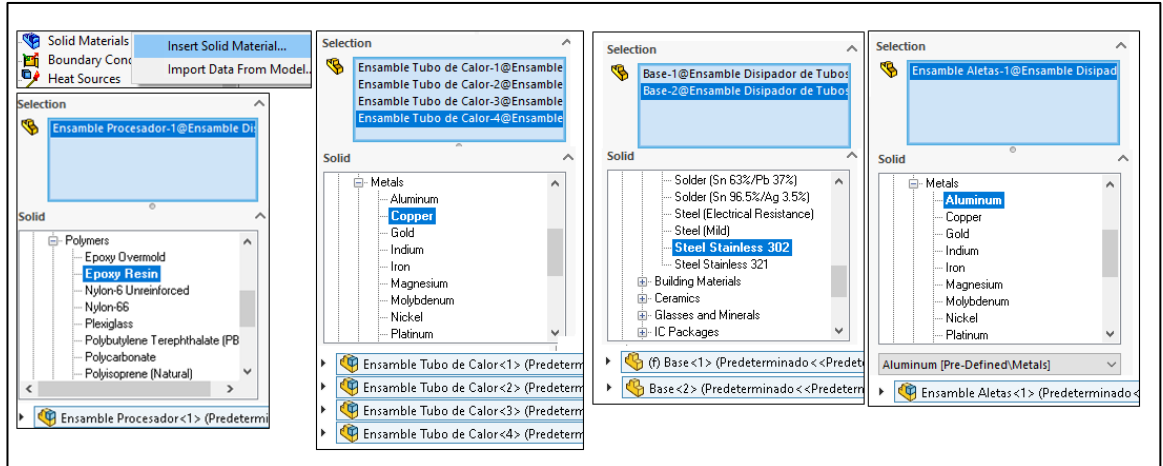 Solid Materials
Insert Solid Material...
Boundary Cond
Import Data From Model..
Heat Sources
Selection
Ensamble Procesador-1@Ensamble Di
Solid
Polymers
Epoxy Overmold
Epoxy Resin
Nylon-6 Unreinforced
Nylon-66
Plexiglass
Polybutylene Terephthalate (PB
Polycarbonate
Polyisoprene (Natural)
Ensamble Procesador<1> (Predetermi
Selection
Ensamble Tubo de Calor-1@Ensamble
Ensamble Tubo de Calor-2@Ensamble
Ensamble Tubo de Calor-3@Ensamble
Ensamble Tubo de Calor-4@Ensamble
Solid
Metals
Aluminum
Copper
Gold
Indium
Iron
Magnesium
Molybdenum
Nickel
Platinum
Ensamble Tubo de Calor<1> (Predeterm
Ensamble Tubo de Calor<2> (Predeterm
Ensamble Tubo de Calor<3> (Predeterm
Ensamble Tubo de Calor<4> (Predeterm
Selection
Base-1@Ensamble Disipador de Tubos
Base-2@Ensamble Disipador de Tubos
Solid
Solder (Sn 63%/Pb 37%)
Solder (Sn 96.5%/Ag 3.5%)
Steel (Electrical Resistance)
Steel (Mild)
Steel Stainless 302
Steel Stainless 321
Building Materials
Ceramics
Glasses and Minerals
IC Packages
(f) Base<1> (Predeterminado<<Predet
Base<2> (Predeterminado<<Predetern
Selection
Ensamble Aletas-1@Ensamble Disipad
Solid
Metals
Aluminum
Copper
Gold
Indium
Iron
Magnesium
Molybdenum
Nickel
Platinum
Aluminum [Pre-Defined\Metals]
Ensamble Aletas<1> (Predeterminado<